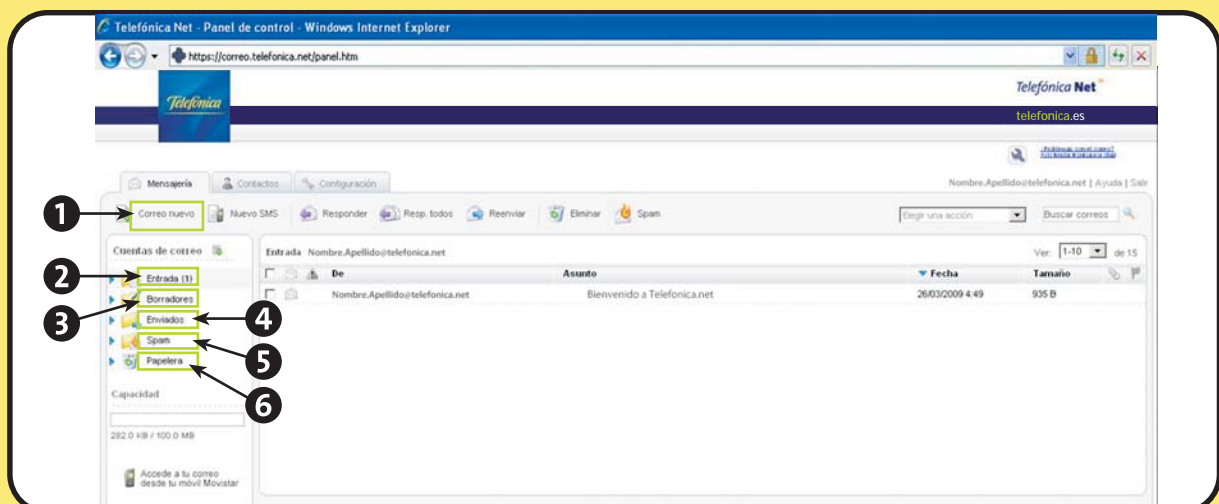 Telefónica Net - Panel de control - Windows Internet Explorer
https://correo.telefonica.net/panel.htm
Telefónica
Telefónica Net
telefonica.es
Mensajería Contactos Configuración
Nombre.Apellido@telefonica.net | Ayuda | Salir
1 Correo nuevo Nuevo SMS Responder Resp. todos Reenviar Eliminar Spam Elegir una acción Buscar correos
Cuentas de correo Entrada Nombre.Apellido@telefonica.net Ver: 1-10 de 15
2 Entrada (1) De Asunto Fecha Tamaño
3 Borradores Nombre.Apellido@telefonica.net Bienvenido a Telefonica.net 26/03/2009 4:49 935 B
Enviados 4
Spam 5
Papelera 6
Capacidad
282.0 KB / 100.0 MB
Accede a tu correo
desde tu móvil Movistar